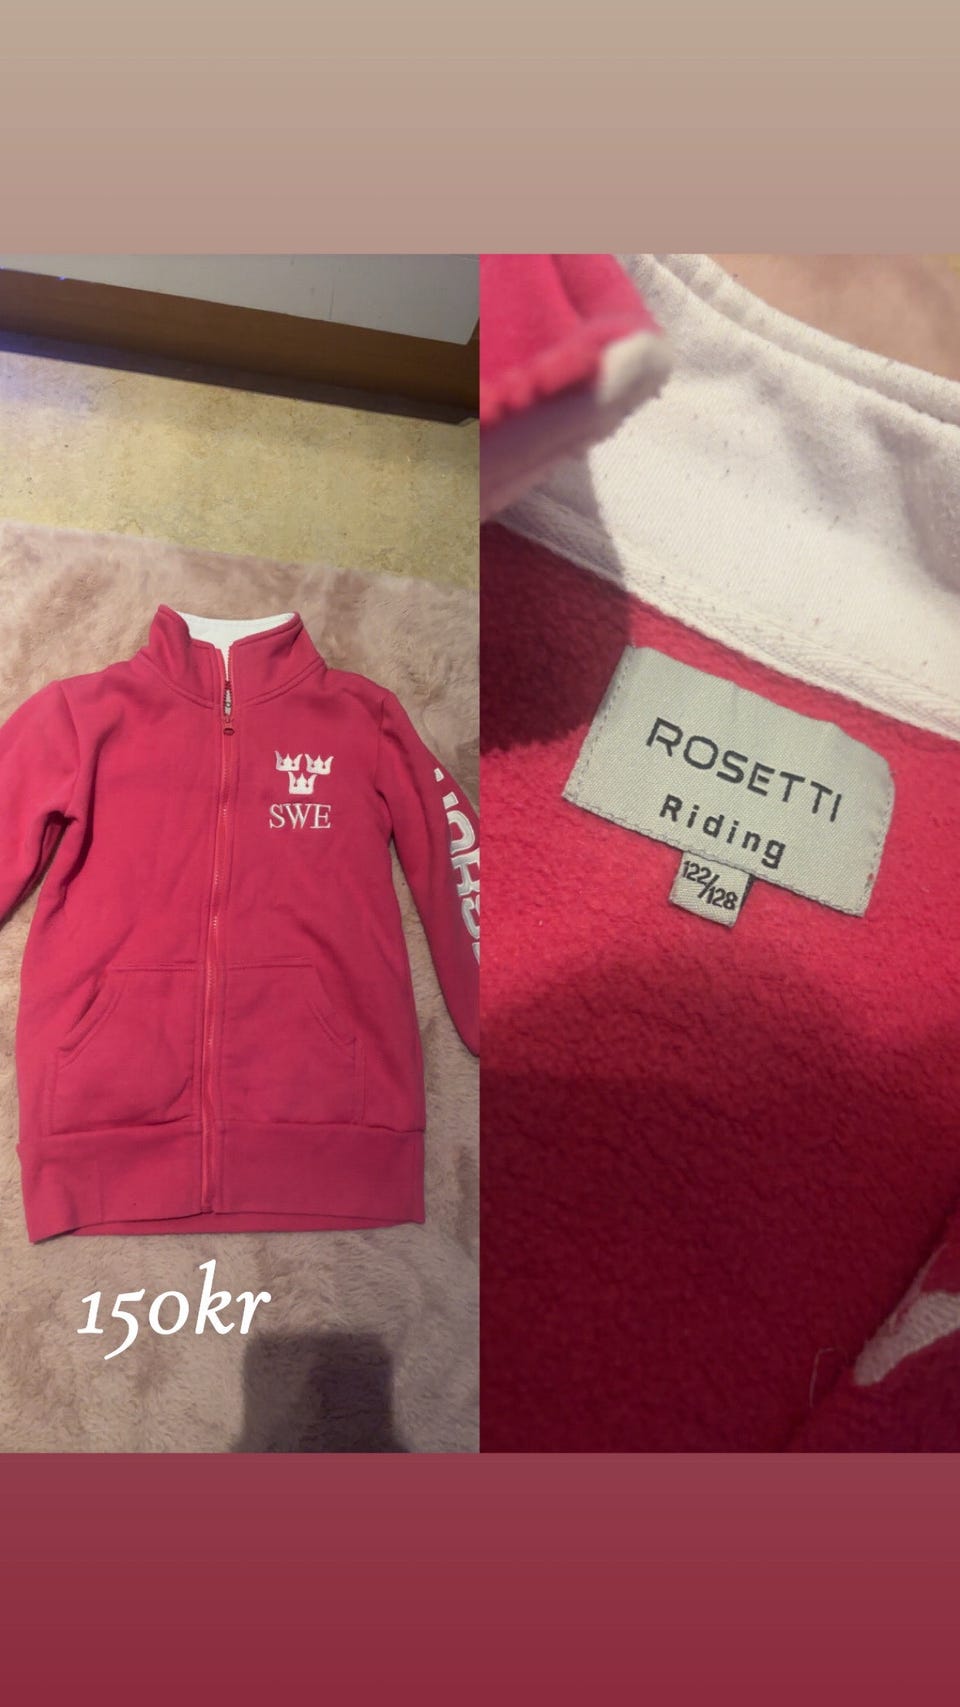 SWE
150kr
ROSETTI
Riding
122/128